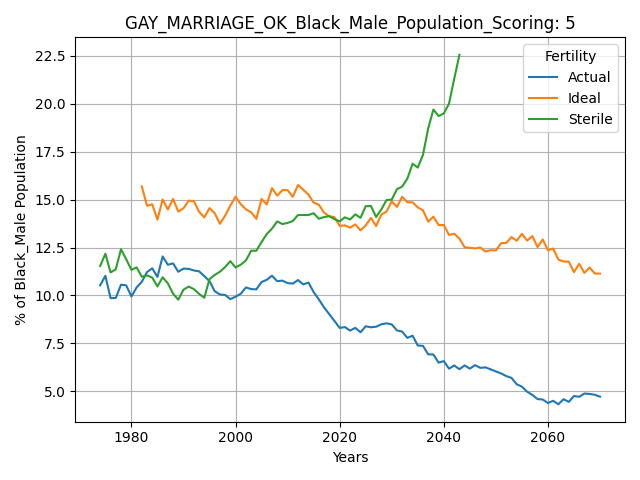 GAY_MARRIAGE_OK_Black_Male_Population_Scoring: 5
% of Black_Male Population
22.5
20.0
17.5
15.0
12.5
10.0
7.5
5.0
Fertility
Actual
Ideal
Sterile
1980
2000
2020
2040
2060
Years